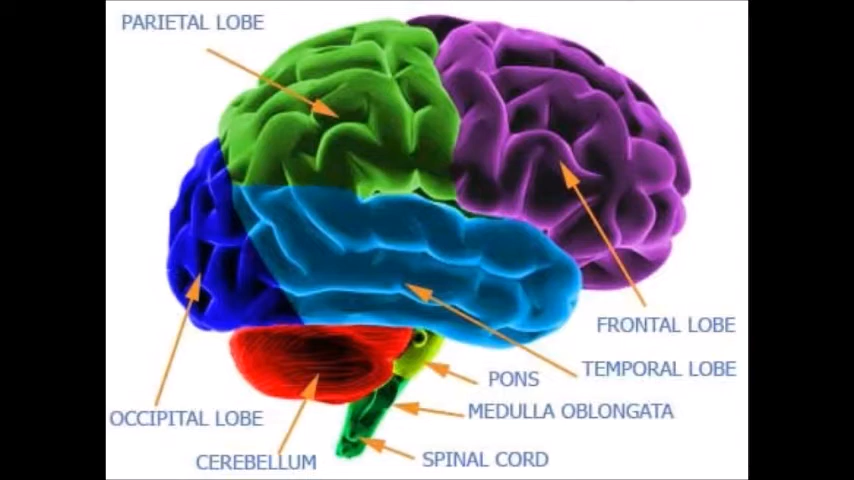 PARIETAL LOBE
FRONTAL LOBE
TEMPORAL LOBE
PONS
MEDULLA OBLONGATA
OCCIPITAL LOBE
SPINAL CORD
CEREBELLUM